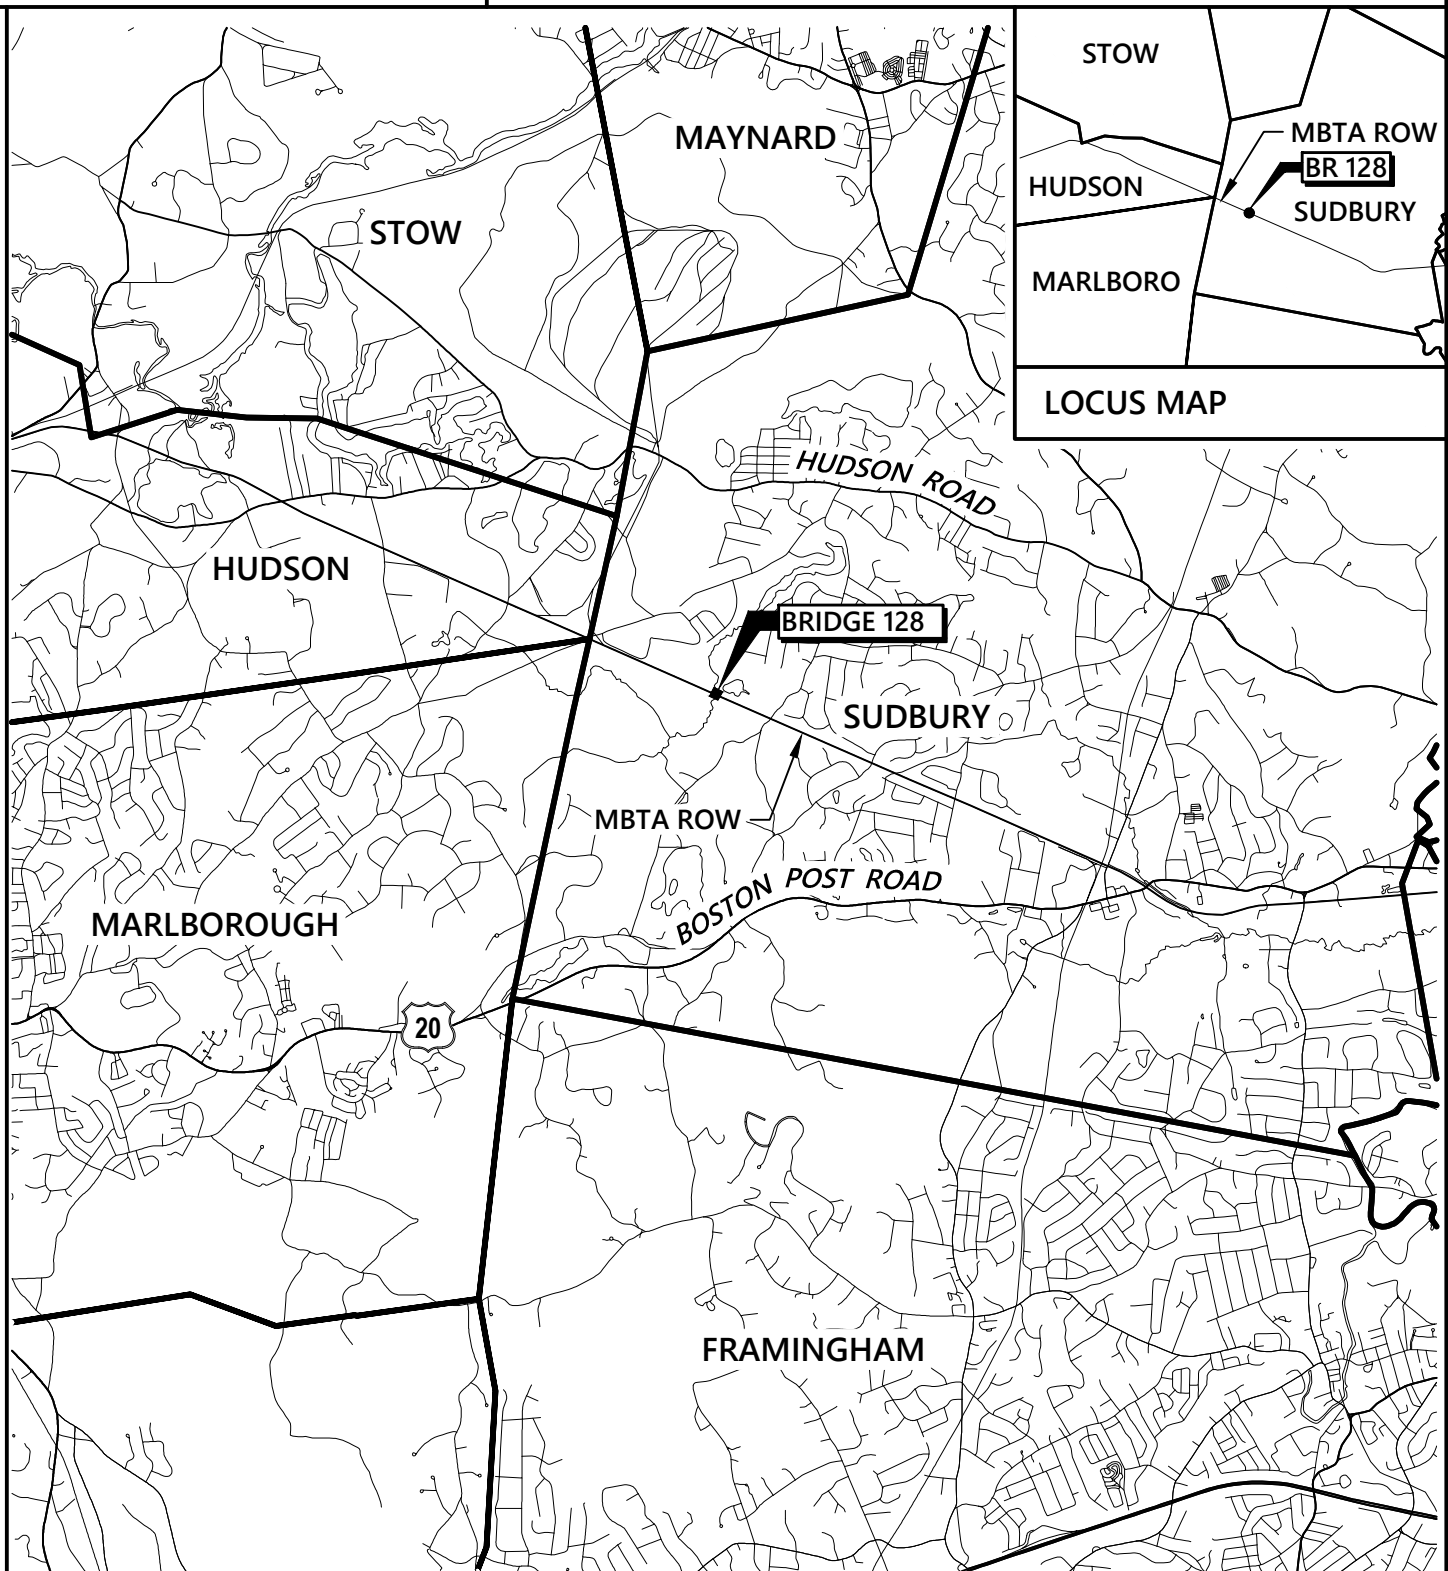 STOW
MBTA ROW
BR 128
HUDSON
SUDBURY
MARLBORO
LOCUS MAP
MAYNARD
STOW
HUDSON ROAD
HUDSON
BRIDGE 128
SUDBURY
MBTA ROW
BOSTON POST ROAD
MARLBOROUGH
20
FRAMINGHAM